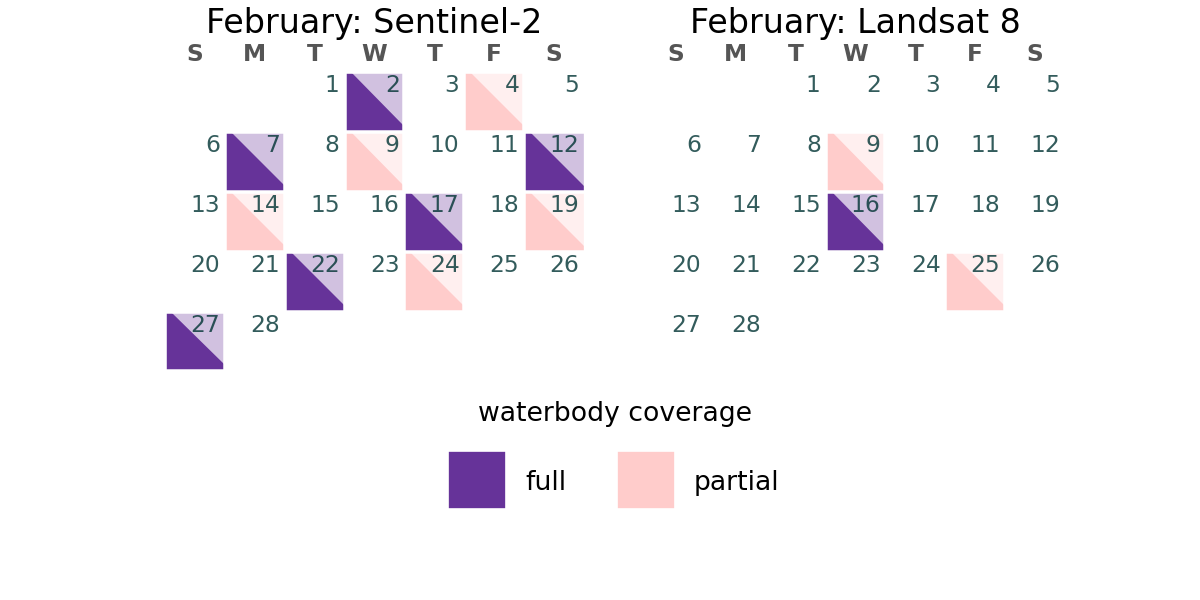 February: Sentinel-2
S M T W T F S
1 2 3 4 5
6 7 8 9 10 11 12
13 14 15 16 17 18 19
20 21 22 23 24 25 26
27 28
February: Landsat 8
S M T W T F S
1 2 3 4 5
6 7 8 9 10 11 12
13 14 15 16 17 18 19
20 21 22 23 24 25 26
27 28
waterbody coverage
full
partial